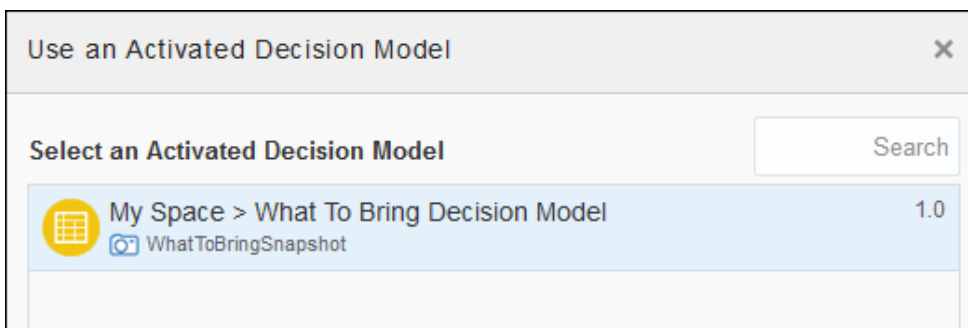 Use an Activated Decision Model
Select an Activated Decision Model
Search
My Space > What To Bring Decision Model
1.0
WhatToBringSnapshot